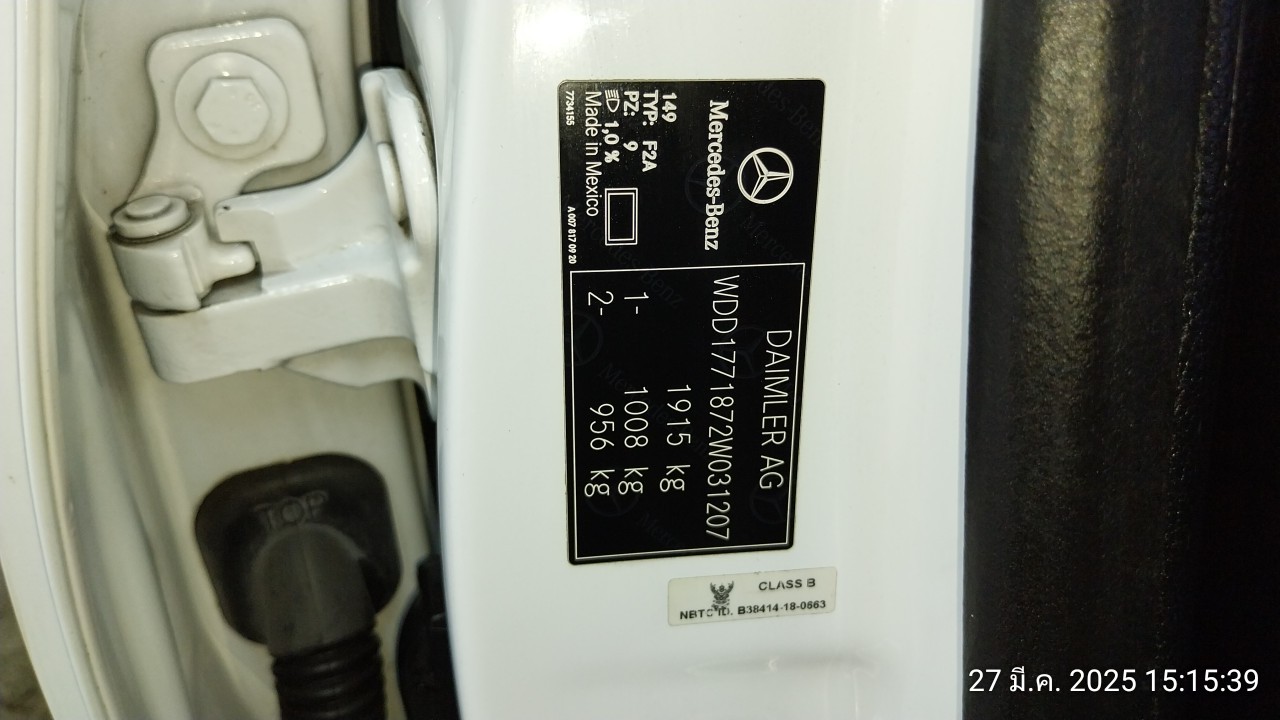 Mercedes-Benz
149
TYP: F2A
PZ: 9
1,0 %
Made in Mexico
7734155
A 007 817 09 20
DAIMLER AG
WDD1771872W031207
1915 kg
1- 1008 kg
2- 956 kg
CLASS B
NBTC ID. B38414-18-0663
TOP
27 มี.ค. 2025 15:15:39